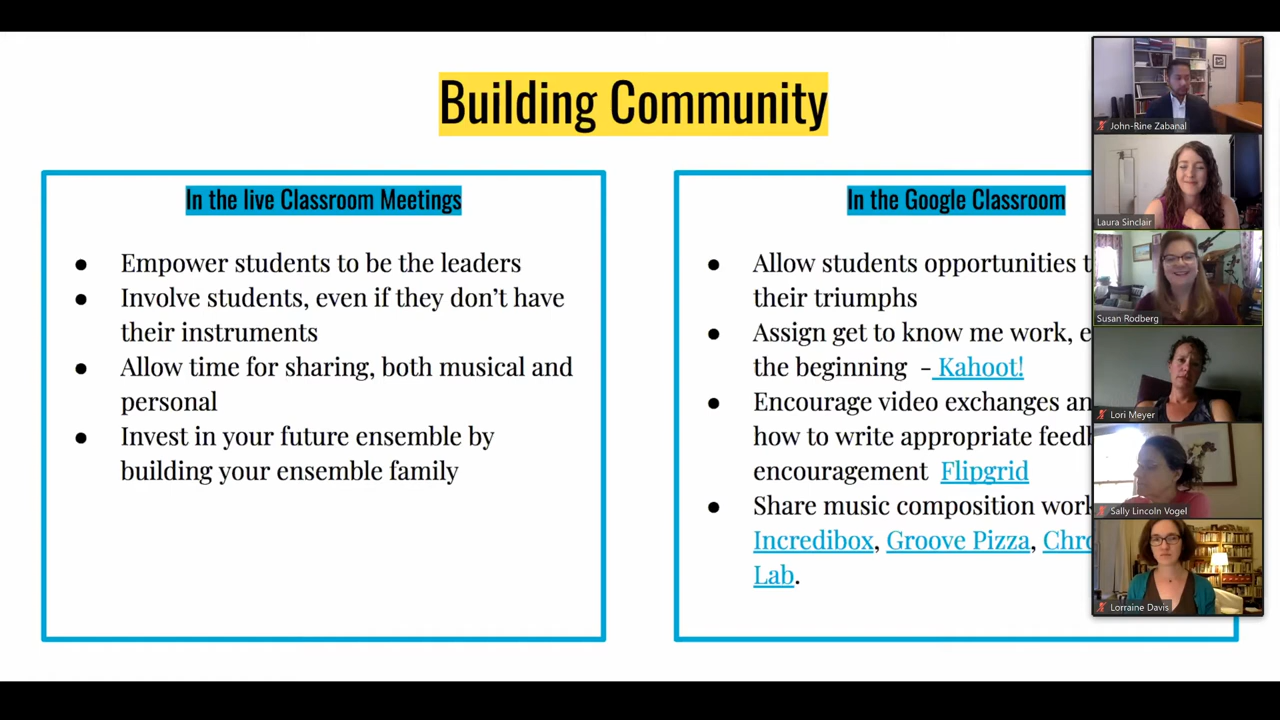 Building Community
In the live Classroom Meetings
● Empower students to be the leaders
● Involve students, even if they don’t have
their instruments
● Allow time for sharing, both musical and
personal
● Invest in your future ensemble by
building your ensemble family
In the Google Classroom
● Allow students opportunities
their triumphs
● Assign get to know me work,
the beginning - Kahoot!
● Encourage video exchanges
how to write appropriate
encouragement Flipgrid
● Share music composition
Incredibox, Groove Pizza,
Lab.
John-Rine Zabanal
Laura Sinclair
Susan Rodberg
Lori Meyer
Sally Lincoln Vogel
Lorraine Davis